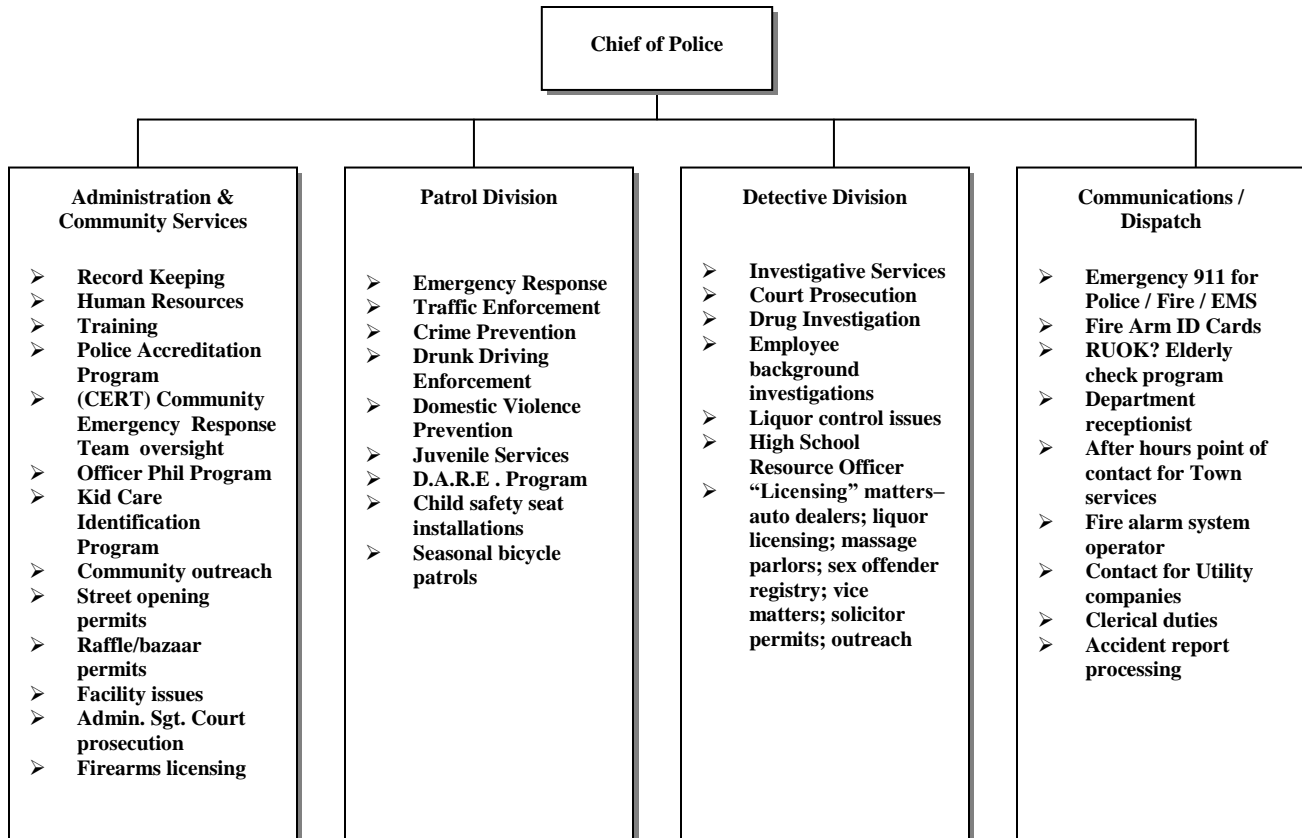 Chief of Police
Administration &
Community Services
➢ Record Keeping
➢ Human Resources
➢ Training
➢ Police Accreditation
Program
➢ (CERT) Community
Emergency Response
Team oversight
➢ Officer Phil Program
➢ Kid Care
Identification
Program
➢ Community outreach
➢ Street opening
permits
➢ Raffle/bazaar
permits
➢ Facility issues
➢ Admin. Sgt. Court
prosecution
➢ Firearms licensing
Patrol Division
➢ Emergency Response
➢ Traffic Enforcement
➢ Crime Prevention
➢ Drunk Driving
Enforcement
➢ Domestic Violence
Prevention
➢ Juvenile Services
➢ D.A.R.E . Program
➢ Child safety seat
installations
➢ Seasonal bicycle
patrols
Detective Division
➢ Investigative Services
➢ Court Prosecution
➢ Drug Investigation
➢ Employee
background
investigations
➢ Liquor control issues
➢ High School
Resource Officer
➢ “Licensing” matters–
auto dealers; liquor
licensing; massage
parlors; sex offender
registry; vice
matters; solicitor
permits; outreach
Communications /
Dispatch
➢ Emergency 911 for
Police / Fire / EMS
➢ Fire Arm ID Cards
➢ RUOK? Elderly
check program
➢ Department
receptionist
➢ After hours point of
contact for Town
services
➢ Fire alarm system
operator
➢ Contact for Utility
companies
➢ Clerical duties
➢ Accident report
processing